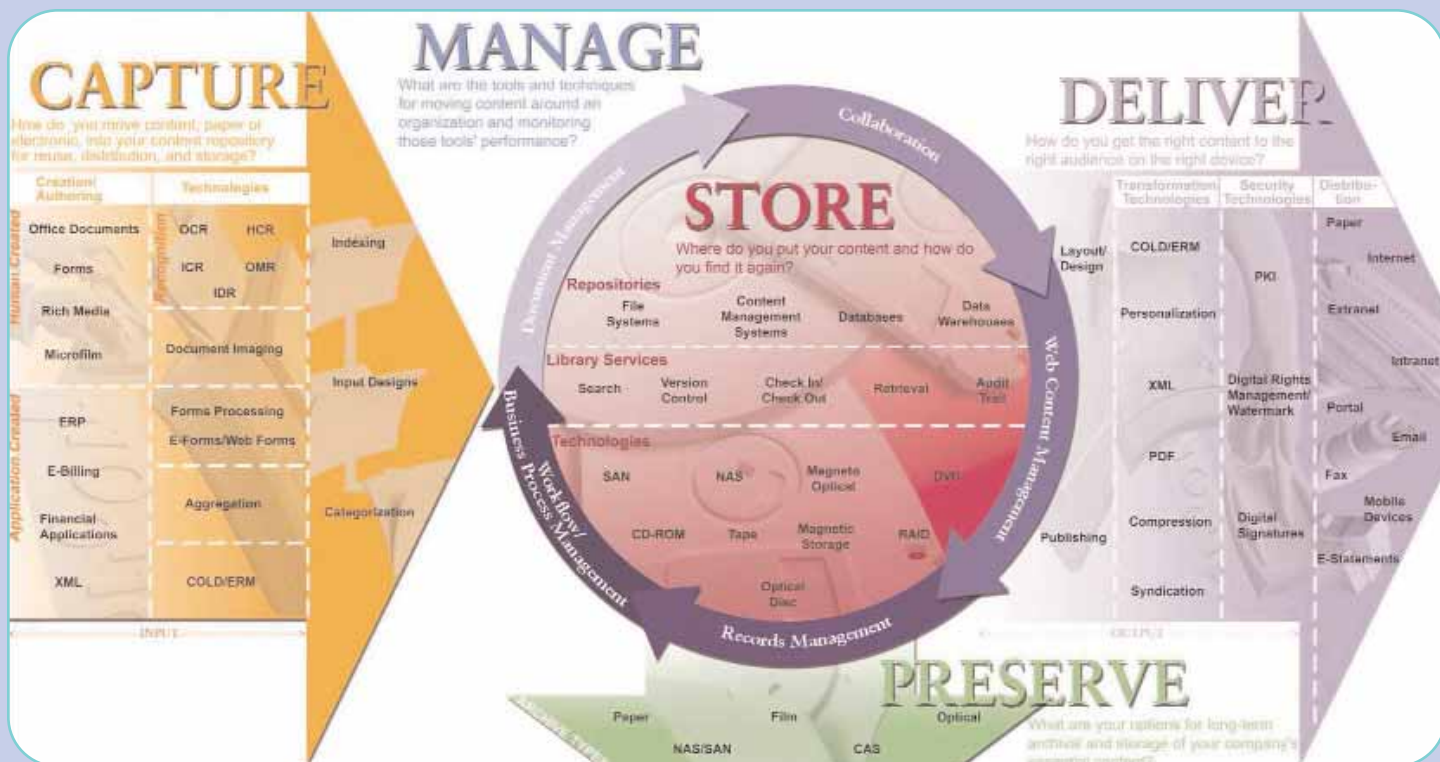 CAPTURE
How do you move content, paper or
electronic, into your content repository
for reuse, distribution, and storage?
Creation/
Authoring
Technologies
Human Created
Office Documents
Forms
Rich Media
Microfilm
Application Created
ERP
E-Billing
Financial
Applications
XML
Recognition
OCR
HCR
ICR
OMR
IDR
Document Imaging
Forms Processing
E-Forms/Web Forms
Aggregation
COLD/ERM
INPUT
Indexing
Input Designs
Categorization
MANAGE
What are the tools and techniques
for moving content around an
organization and monitoring
those tools' performance?
Document Management
Collaboration
Web Content Management
Records Management
Workflow/
Business Process Management
STORE
Where do you put your content and how do
you find it again?
Repositories
File
Systems
Content
Management
Systems
Databases
Data
Warehouses
Library Services
Search
Version
Control
Check In/
Check Out
Retrieval
Audit
Trail
Technologies
SAN
NAS
Magneto
Optical
DVD
CD-ROM
Tape
Magnetic
Storage
RAID
Optical
Disc
DELIVER
How do you get the right content to the
right audience on the right device?
Layout/
Design
Publishing
Transformation
Technologies
COLD/ERM
Personalization
XML
PDF
Compression
Syndication
Security
Technologies
PKI
Digital Rights
Management/
Watermark
Digital
Signatures
Distribu-
tion
Paper
Internet
Extranet
Intranet
Portal
Email
Fax
Mobile
Devices
E-Statements
OUTPUT
PRESERVE
What are your options for long-term
archival and storage of your company's
essential content?
Paper
Film
Optical
NAS/SAN
CAS